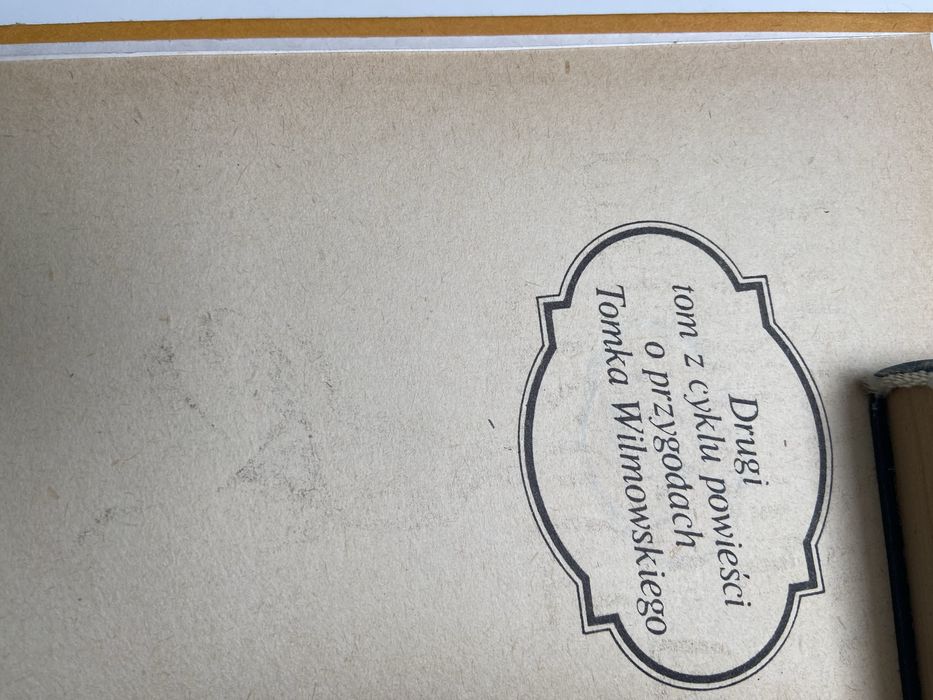 Drugi
tom z cyklu powieści
o przygodach
Tomka Wilmowskiego